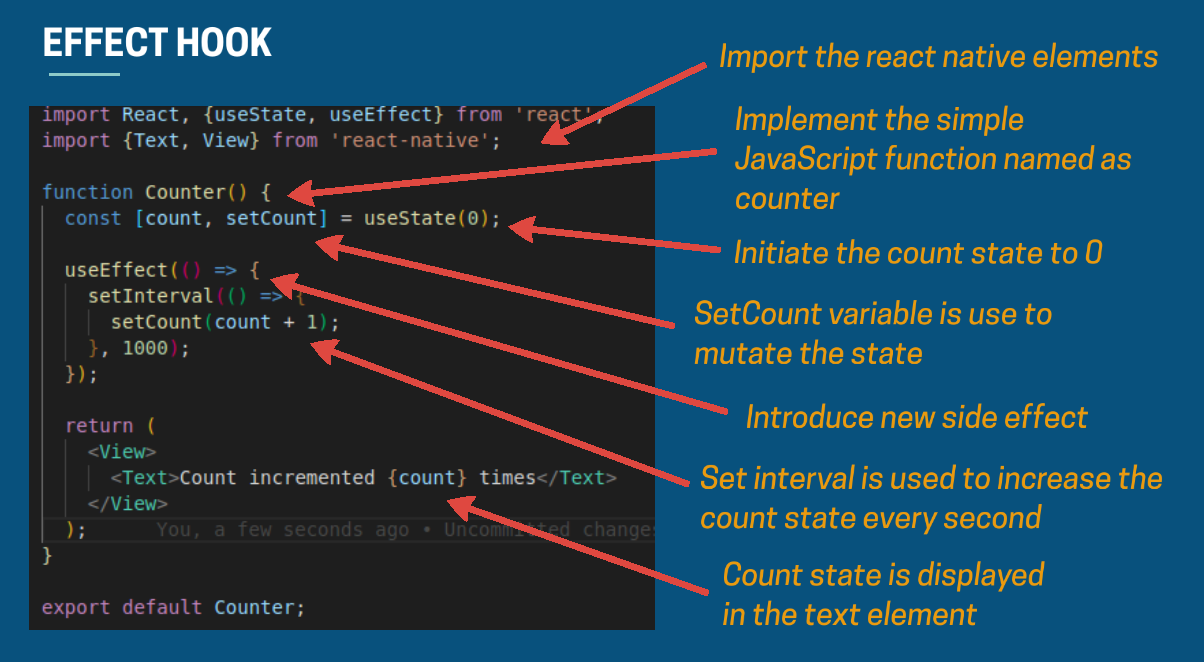 EFFECT HOOK
import React, {useState, useEffect} from 'react';
import {Text, View} from 'react-native';
function Counter() {
const [count, setCount] = useState(0);
useEffect(() => {
setInterval(() => {
setCount(count + 1);
}, 1000);
});
return (
<View>
<Text>Count incremented {count} times</Text>
</View>
);        You, a few seconds ago • Uncommitted changes
}
export default Counter;
Import the react native elements
Implement the simple
JavaScript function named as
counter
Initiate the count state to 0
SetCount variable is use to
mutate the state
Introduce new side effect
Set interval is used to increase the
count state every second
Count state is displayed
in the text element